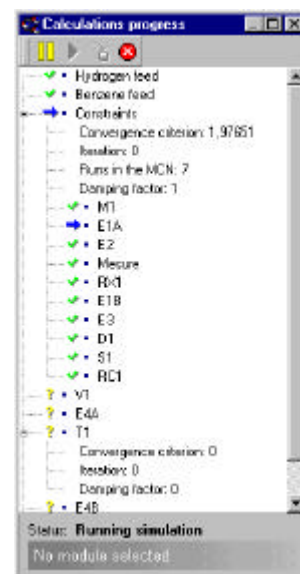 Calculations progress
Hydrogen feed
Benzene feed
Constraints
Convergence criterion: 1,97651
Iteration: 0
Runs in the MCN: 7
Damping factor: 1
M1
E1A
E2
Mesure
RX1
E1B
E3
D1
S1
RC1
? V1
? E4A
? T1
Convergence criterion: 0
Iteration: 0
Damping factor: 0
? E4B
Status: Running simulation
No module selected